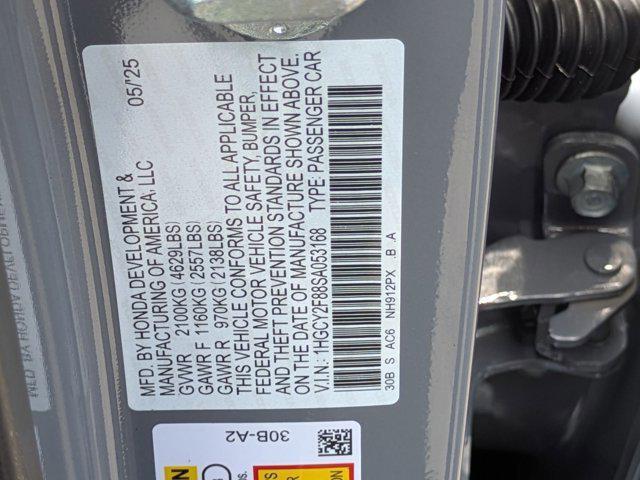 MFD. BY HONDA DEVELOPMENT & 05/'25
MANUFACTURING OF AMERICA. LLC
GVWR 2100KG (4629LBS)
GAWR F 1160KG (2557LBS)
GAWR R 970KG (2138LBS)
THIS VEHICLE CONFORMS TO ALL APPLICABLE
FEDERAL MOTOR VEHICLE SAFETY, BUMPER,
AND THEFT PREVENTION STANDARDS IN EFFECT
ON THE DATE OF MANUFACTURE SHOWN ABOVE.
V.I.N.: 1HGCY2F88SA053168 TYPE: PASSENGER CAR
30B S AC6 NH912PX .B .A
30B-A2